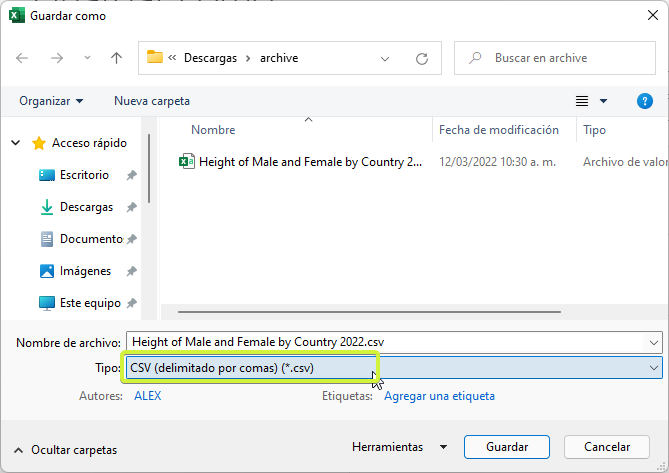 Guardar como
« Descargas › archive
Buscar en archive
Organizar
Nueva carpeta
?
Nombre
Fecha de modificación
Tipo
Acceso rápido
Height of Male and Female by Country 2...
12/03/2022 10:30 a. m.
Archivo de valor
Escritorio
Descargas
Documentos
Imágenes
Este equipo
Nombre de archivo:
Height of Male and Female by Country 2022.csv
Tipo:
CSV (delimitado por comas) (*.csv)
Autores:
ALEX
Etiquetas:
Agregar una etiqueta
Ocultar carpetas
Herramientas
Guardar
Cancelar